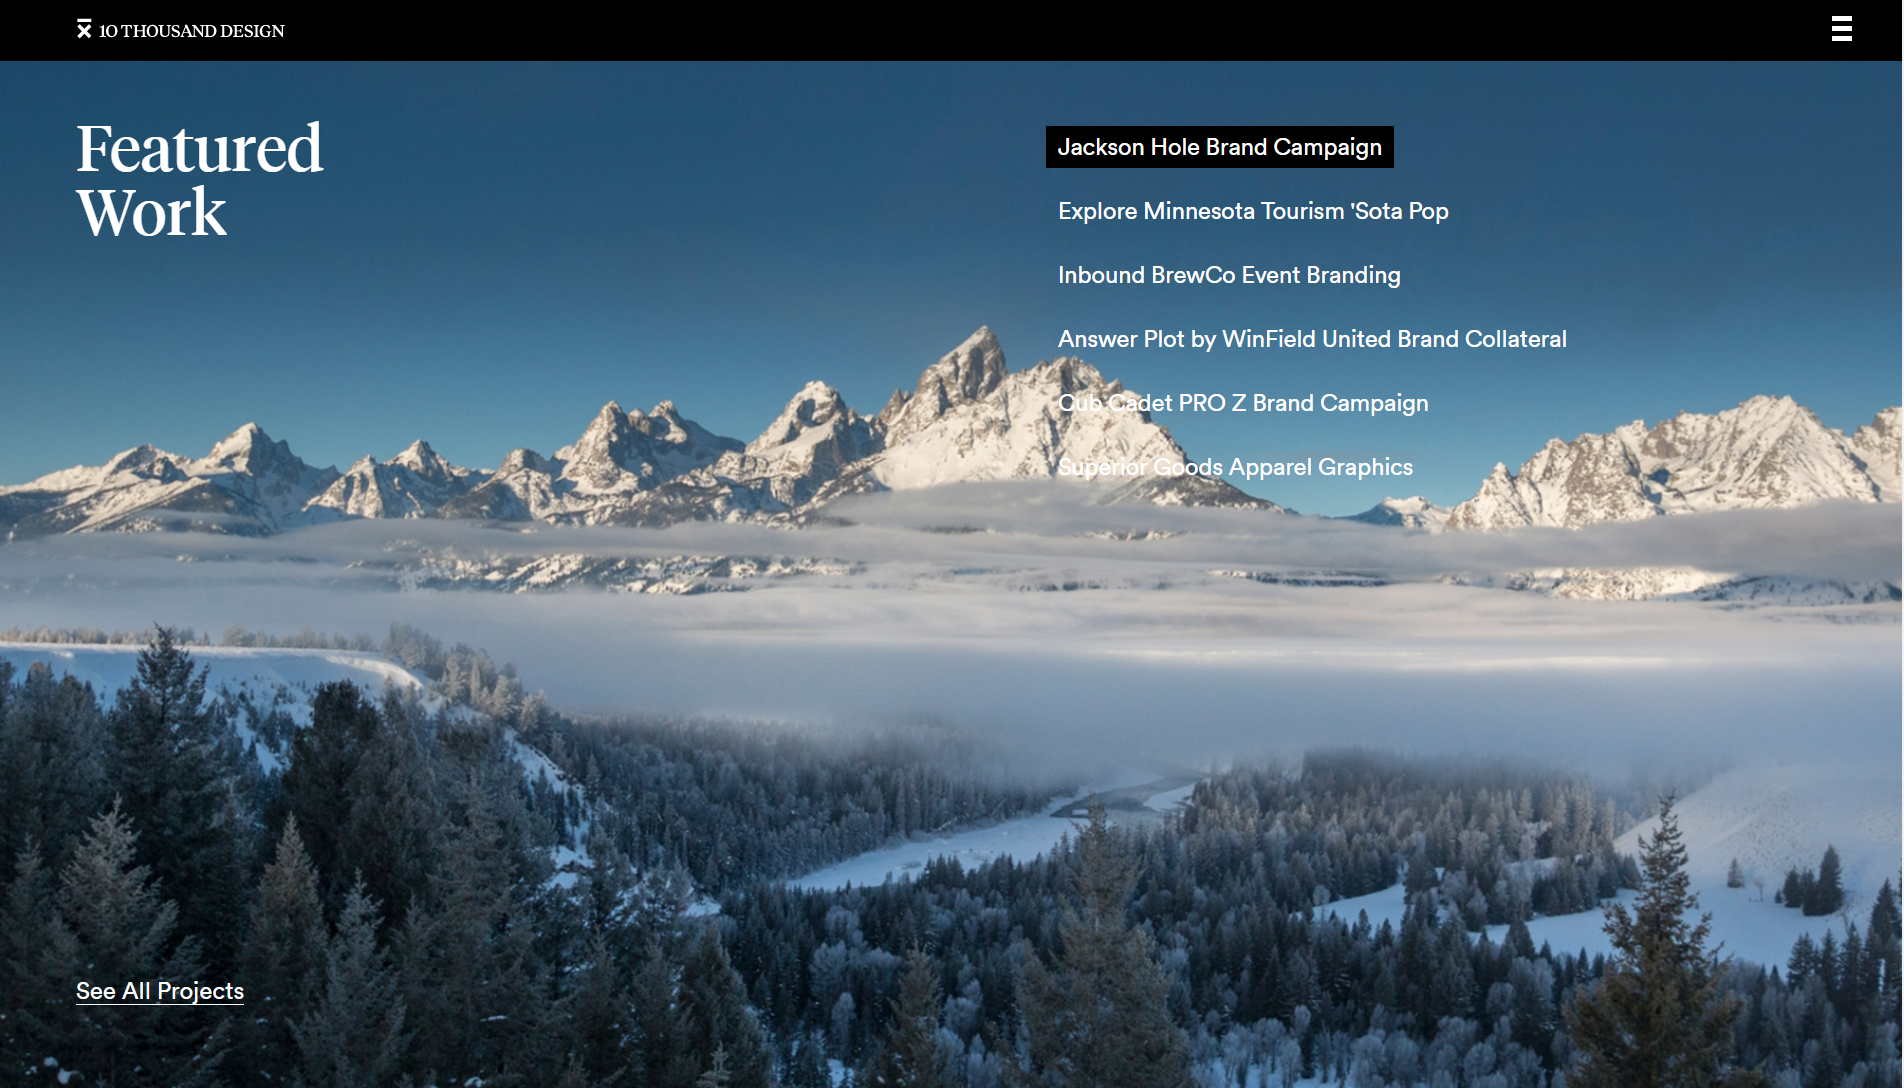 10 THOUSAND DESIGN
Featured
Work
Jackson Hole Brand Campaign
Explore Minnesota Tourism 'Sota Pop
Inbound BrewCo Event Branding
Answer Plot by WinField United Brand Collateral
Cub Cadet PRO Z Brand Campaign
Superior Goods Apparel Graphics
See All Projects